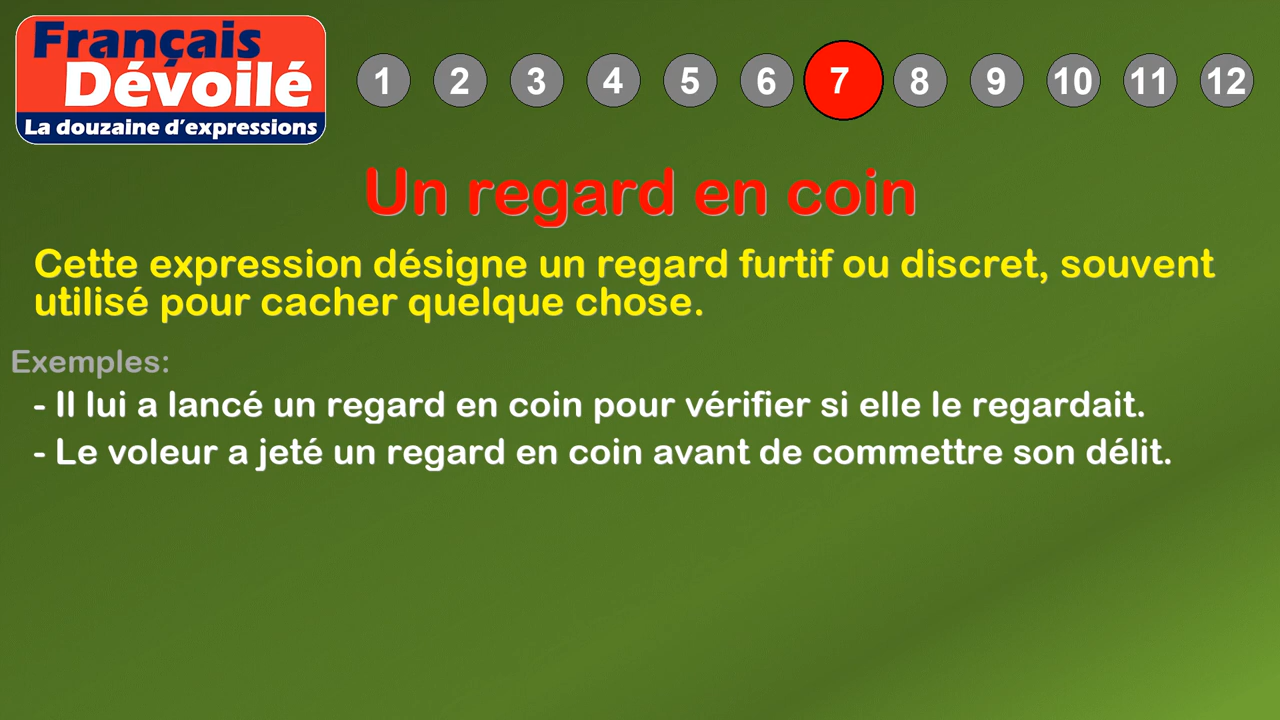 Français
Dévoilé
La douzaine d'expressions
1 2 3 4 5 6 7 8 9 10 11 12
Un regard en coin
Cette expression désigne un regard furtif ou discret, souvent
utilisé pour cacher quelque chose.
Exemples:
- Il lui a lancé un regard en coin pour vérifier si elle le regardait.
- Le voleur a jeté un regard en coin avant de commettre son délit.